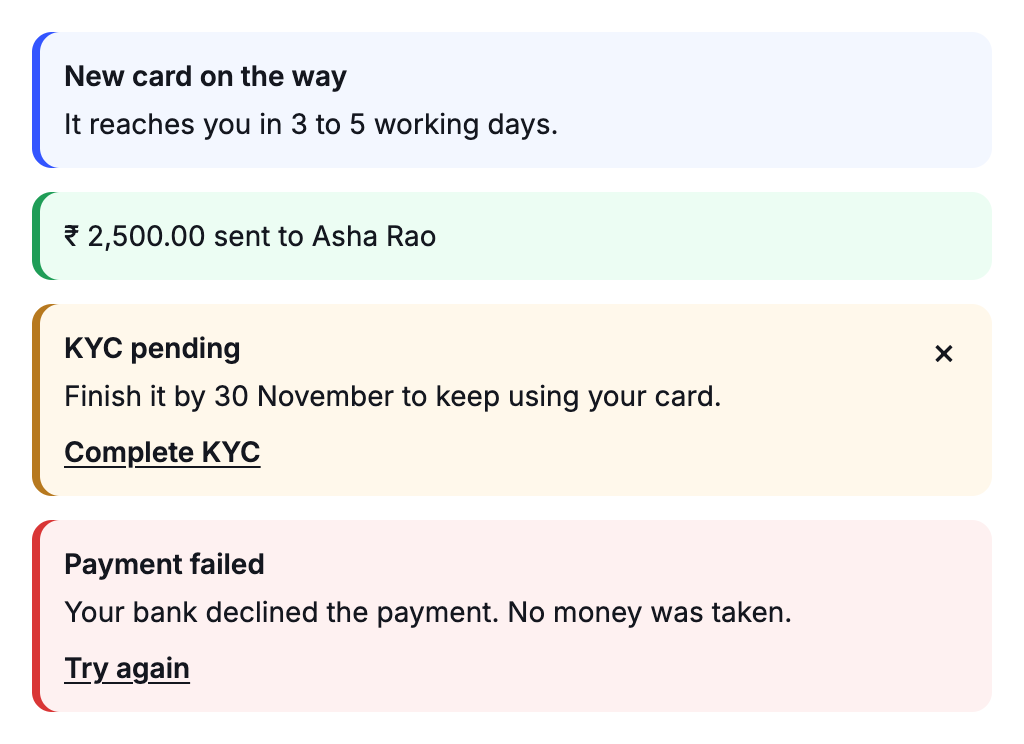 New card on the way
It reaches you in 3 to 5 working days.
₹ 2,500.00 sent to Asha Rao
KYC pending
Finish it by 30 November to keep using your card.
Complete KYC
Payment failed
Your bank declined the payment. No money was taken.
Try again